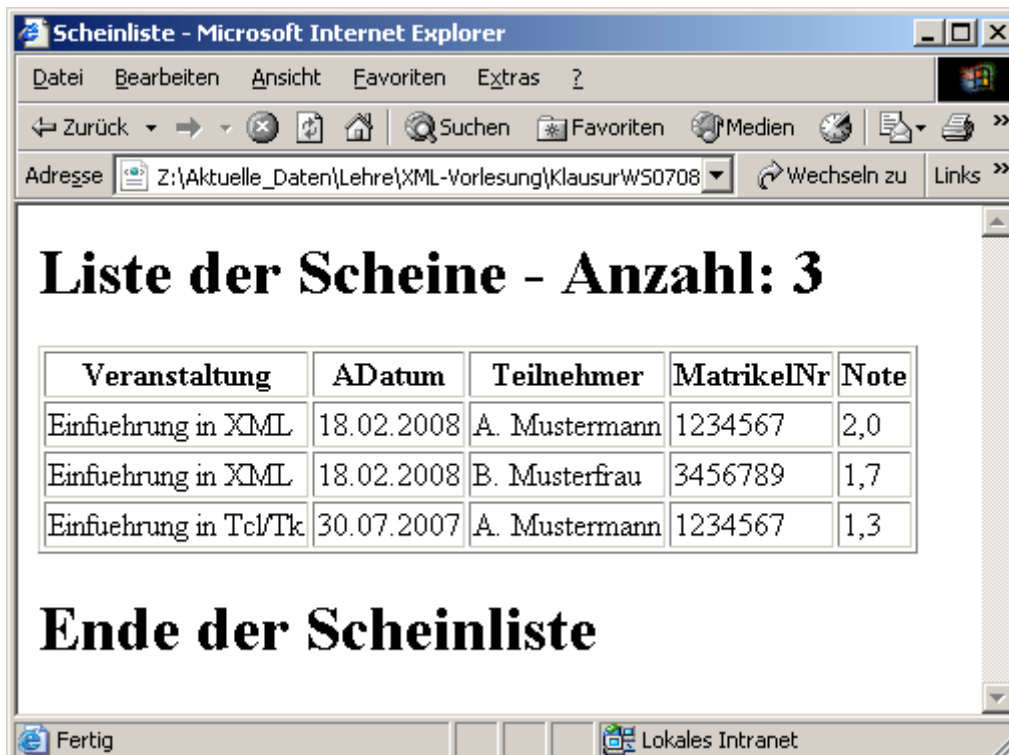 Scheinliste - Microsoft Internet Explorer
Datei Bearbeiten Ansicht Favoriten Extras ?
Zurück Suchen Favoriten Medien »
Adresse Z:\Aktuelle_Daten\Lehre\XML-Vorlesung\KlausurWS0708 Wechseln zu Links »
Liste der Scheine - Anzahl: 3
Veranstaltung ADatum Teilnehmer MatrikelNr Note
Einfuehrung in XML 18.02.2008 A. Mustermann 1234567 2,0
Einfuehrung in XML 18.02.2008 B. Musterfrau 3456789 1,7
Einfuehrung in Tcl/Tk 30.07.2007 A. Mustermann 1234567 1,3
Ende der Scheinliste
Fertig Lokales Intranet